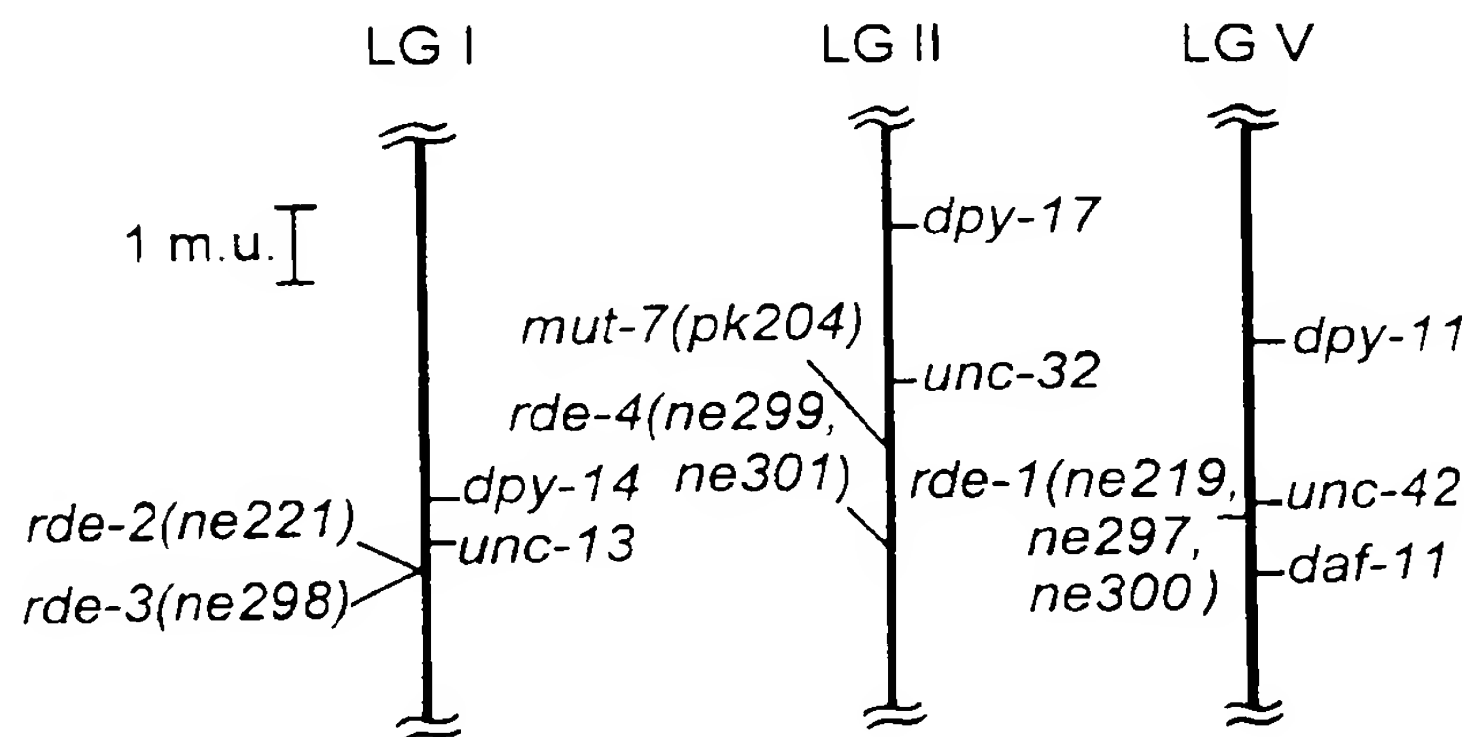 LG I
LG II
LG V
1 m.u.
dpy-17
mut-7(pk204)
dpy-11
unc-32
rde-4(ne299,
ne301)
dpy-14
unc-13
rde-2(ne221)
rde-3(ne298)
rde-1(ne219,
ne297,
ne300)
unc-42
daf-11